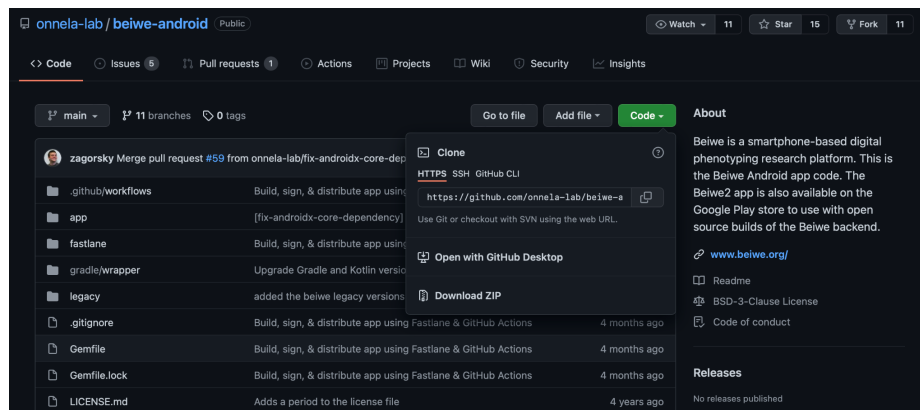 onnela-lab / beiwe-android Public
Watch 11
Star 15
Fork 11
Code
Issues 5
Pull requests 1
Actions
Projects
Wiki
Security
Insights
main
11 branches
0 tags
Go to file
Add file
Code
zagorsky Merge pull request #59 from onnela-lab/fix-androidx-core-dep
.github/workflows
Build, sign, & distribute app using
app
[fix-androidx-core-dependency]
fastlane
Build, sign, & distribute app using
gradle/wrapper
Upgrade Gradle and Kotlin versio
legacy
added the beiwe legacy versions
.gitignore
Build, sign, & distribute app using Fastlane & GitHub Actions
4 months ago
Gemfile
Build, sign, & distribute app using Fastlane & GitHub Actions
4 months ago
Gemfile.lock
Build, sign, & distribute app using Fastlane & GitHub Actions
4 months ago
LICENSE.md
Adds a period to the license file
4 years ago
Clone
HTTPS SSH GitHub CLI
https://github.com/onnela-lab/beiwe-a
Use Git or checkout with SVN using the web URL.
Open with GitHub Desktop
Download ZIP
About
Beiwe is a smartphone-based digital
phenotyping research platform. This is
the Beiwe Android app code. The
Beiwe2 app is also available on the
Google Play store to use with open
source builds of the Beiwe backend.
www.beiwe.org/
Readme
BSD-3-Clause License
Code of conduct
Releases
No releases published